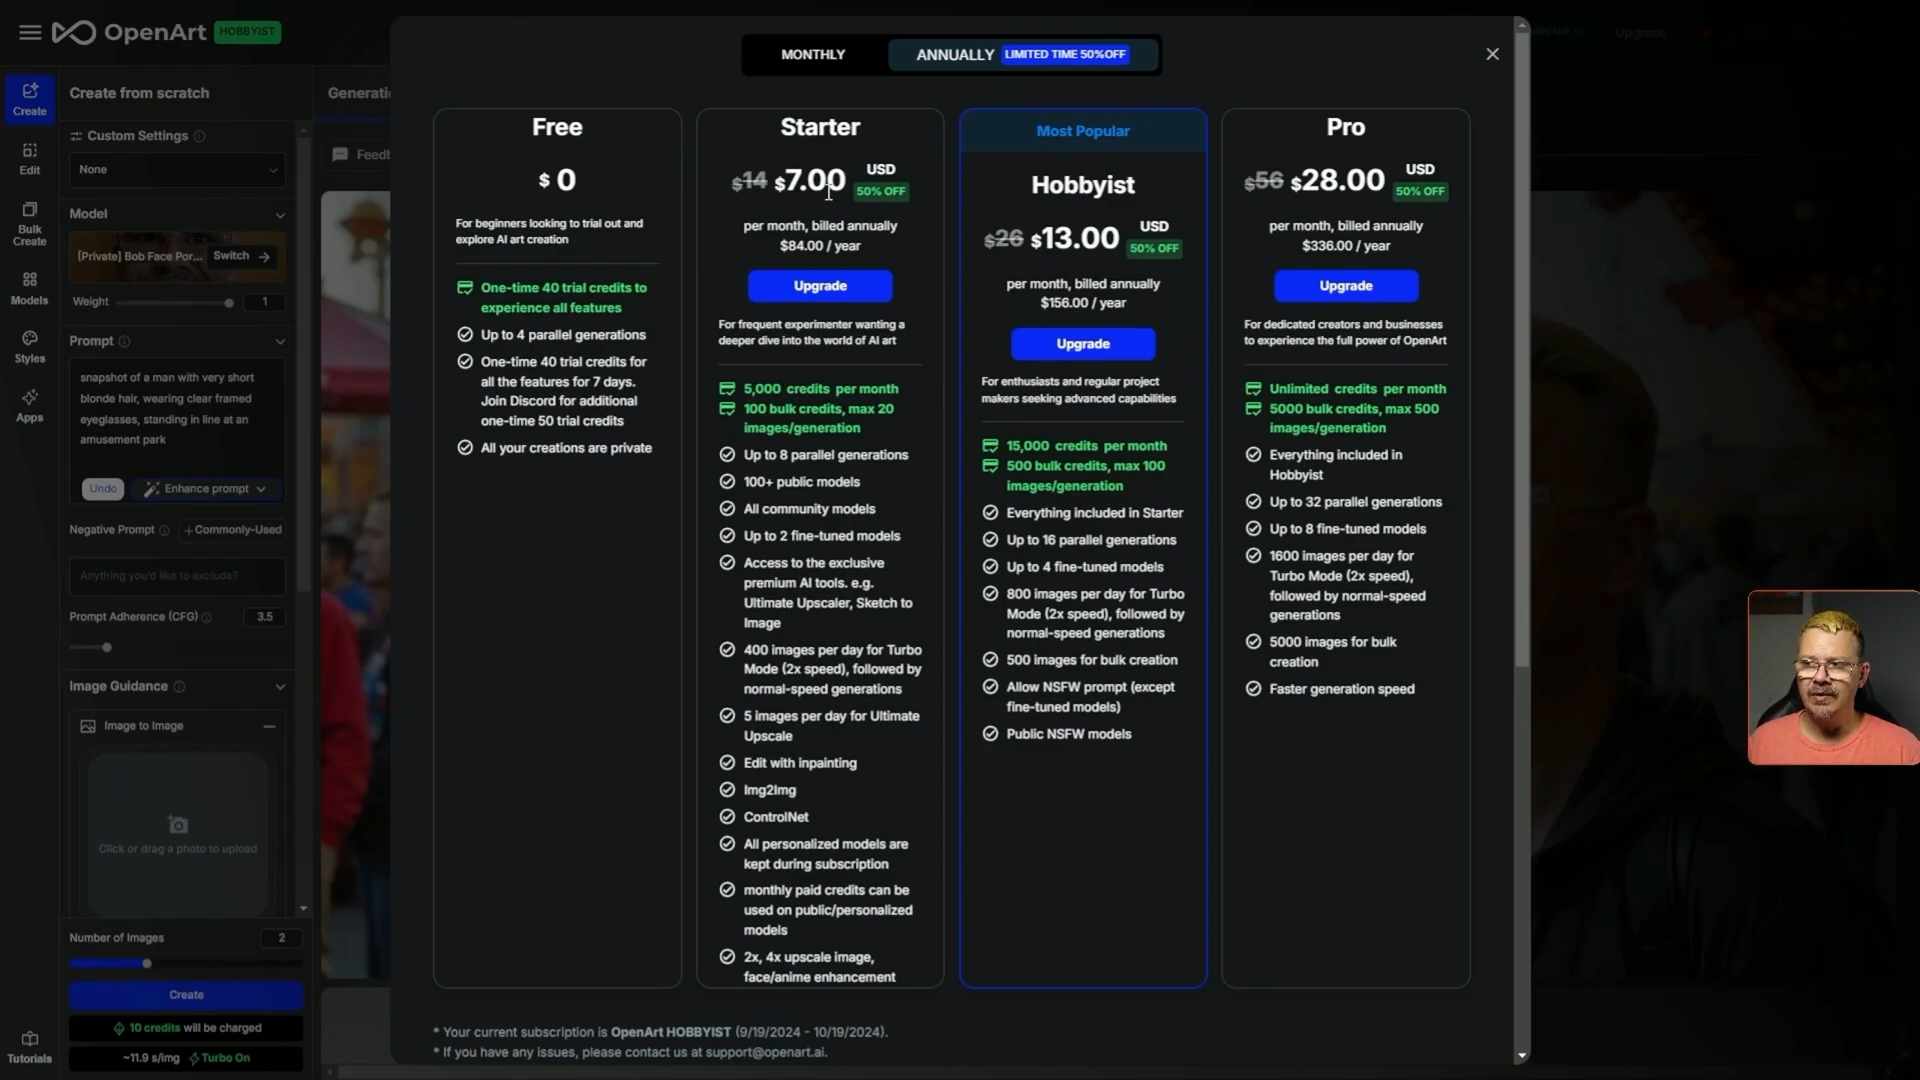 OpenArt
HOBBYIST
MONTHLY
ANNUALLY LIMITED TIME 50%OFF
Upgrade
Create
Edit
Bulk
Create
Models
Styles
Apps
Tutorials
Create from scratch
Custom Settings
None
Model
[Private] Bob Face Por...
Switch
Weight
1
Prompt
snapshot of a man with very short
blonde hair, wearing clear framed
eyeglasses, standing in line at an
amusement park
Undo
Enhance prompt
Negative Prompt
+Commonly-Used
Anything you'd like to exclude?
Prompt Adherence (CFG)
3.5
Image Guidance
Image to Image
Click or drag a photo to upload
Number of Images
2
Create
10 credits will be charged
~11.9 s/img
Turbo On
Free
$ 0
For beginners looking to trial out and
explore AI art creation
One-time 40 trial credits to
experience all features
Up to 4 parallel generations
One-time 40 trial credits for
all the features for 7 days.
Join Discord for additional
one-time 50 trial credits
All your creations are private
Starter
$14 $7.00 USD
50% OFF
per month, billed annually
$84.00 / year
Upgrade
For frequent experimenter wanting a
deeper dive into the world of AI art
5,000 credits per month
100 bulk credits, max 20
images/generation
Up to 8 parallel generations
100+ public models
All community models
Up to 2 fine-tuned models
Access to the exclusive
premium AI tools. e.g.
Ultimate Upscaler, Sketch to
Image
400 images per day for Turbo
Mode (2x speed), followed by
normal-speed generations
5 images per day for Ultimate
Upscale
Edit with inpainting
Img2Img
ControlNet
All personalized models are
kept during subscription
monthly paid credits can be
used on public/personalized
models
2x, 4x upscale image,
face/anime enhancement
Most Popular
Hobbyist
$26 $13.00 USD
50% OFF
per month, billed annually
$156.00 / year
Upgrade
For enthusiasts and regular project
makers seeking advanced capabilities
15,000 credits per month
500 bulk credits, max 100
images/generation
Everything included in Starter
Up to 16 parallel generations
Up to 4 fine-tuned models
800 images per day for Turbo
Mode (2x speed), followed by
normal-speed generations
500 images for bulk creation
Allow NSFW prompt (except
fine-tuned models)
Public NSFW models
Pro
$56 $28.00 USD
50% OFF
per month, billed annually
$336.00 / year
Upgrade
For dedicated creators and businesses
to experience the full power of OpenArt
Unlimited credits per month
5000 bulk credits, max 500
images/generation
Everything included in
Hobbyist
Up to 32 parallel generations
Up to 8 fine-tuned models
1600 images per day for
Turbo Mode (2x speed),
followed by normal-speed
generations
5000 images for bulk
creation
Faster generation speed
* Your current subscription is OpenArt HOBBYIST (9/19/2024 - 10/19/2024).
* If you have any issues, please contact us at support@openart.ai.